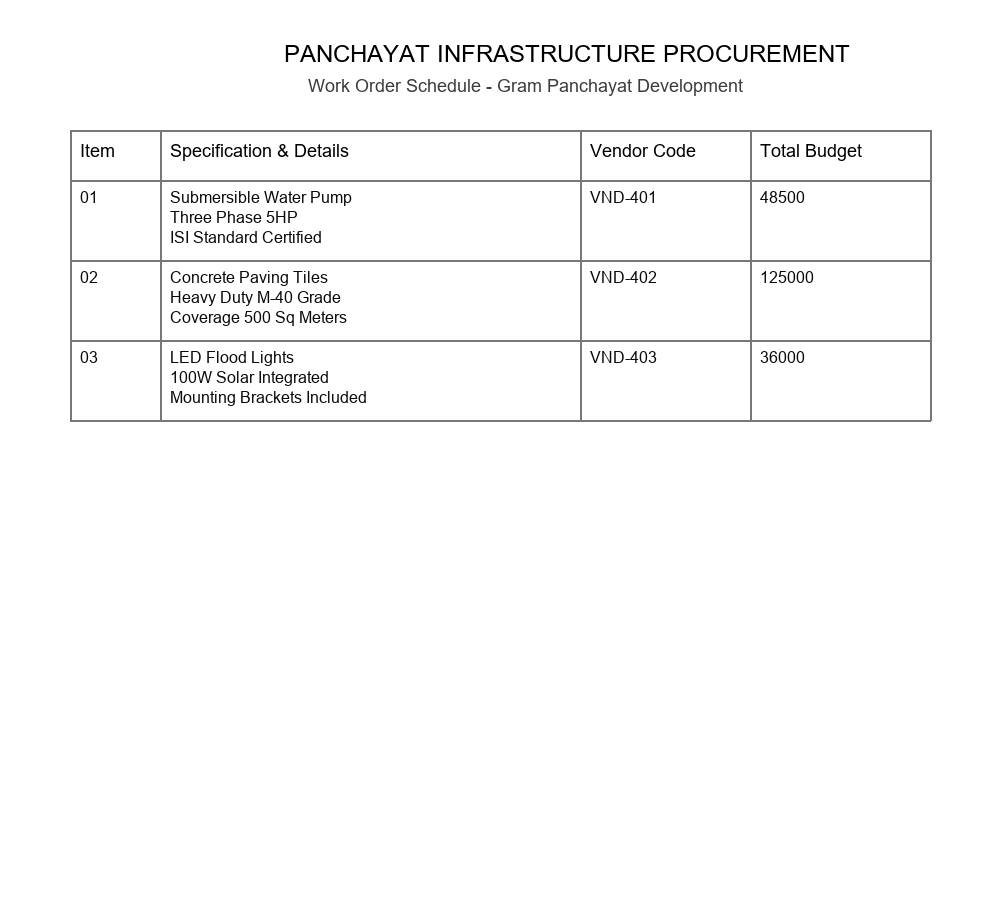 PANCHAYAT INFRASTRUCTURE PROCUREMENT
Work Order Schedule - Gram Panchayat Development
Item Specification & Details Vendor Code Total Budget
01 Submersible Water Pump VND-401 48500
Three Phase 5HP
ISI Standard Certified
02 Concrete Paving Tiles VND-402 125000
Heavy Duty M-40 Grade
Coverage 500 Sq Meters
03 LED Flood Lights VND-403 36000
100W Solar Integrated
Mounting Brackets Included